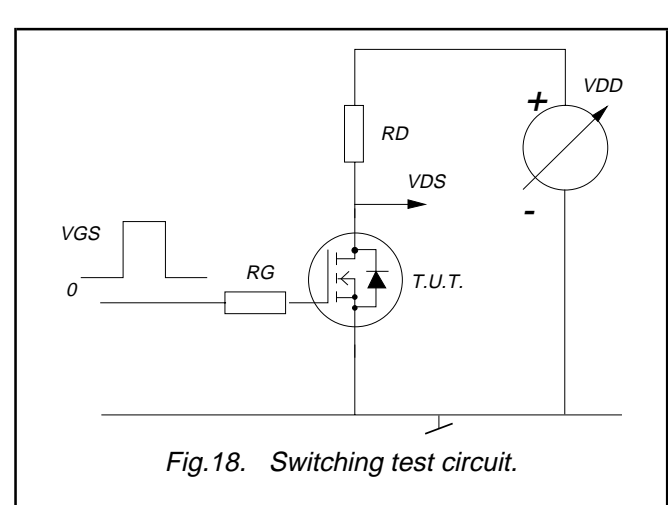 +
VDD
RD
VDS
-
VGS
RG
T.U.T.
0
Fig.18. Switching test circuit.